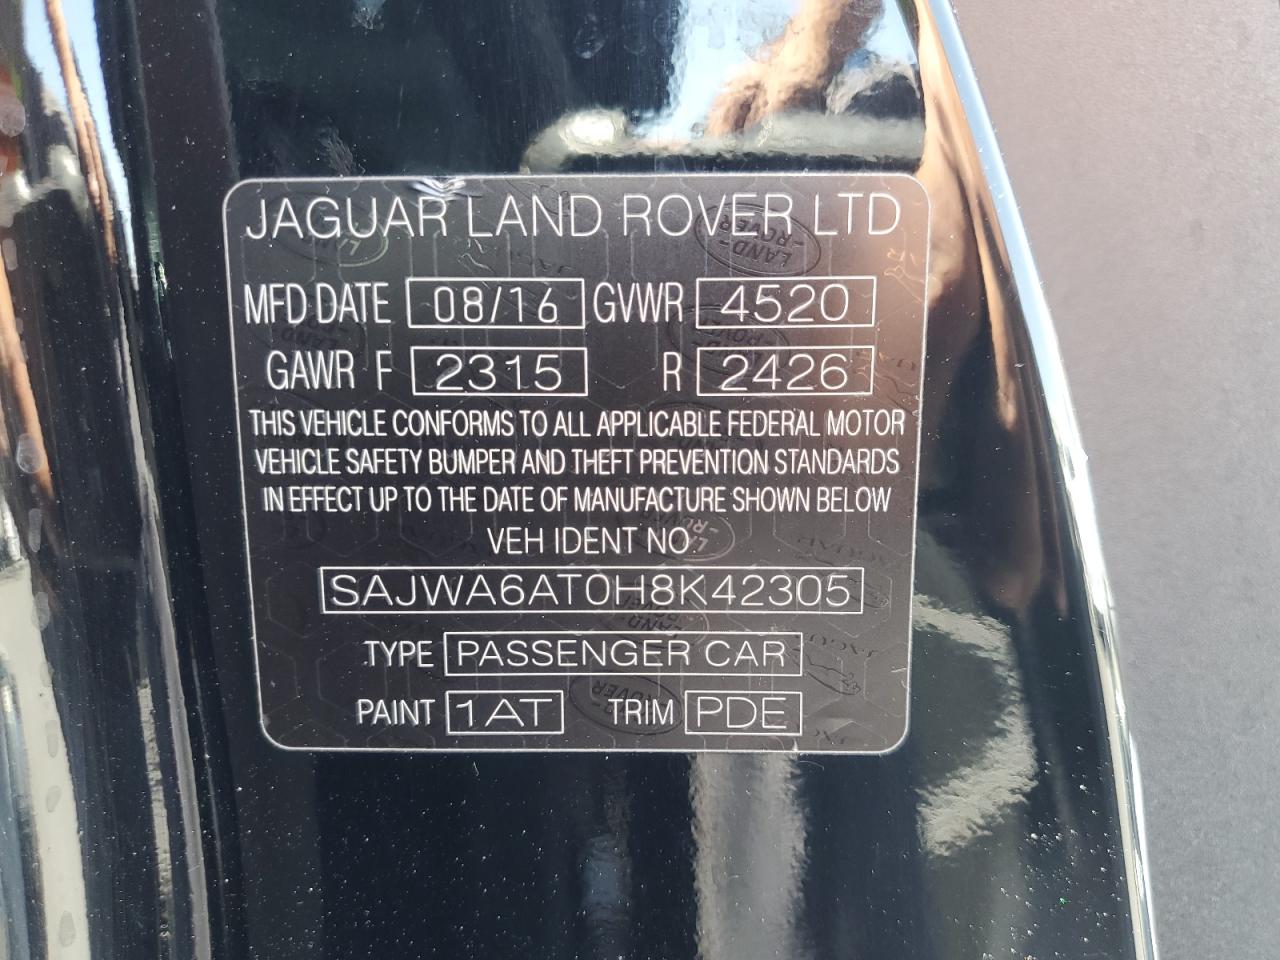 JAGUAR LAND ROVER LTD
MFD DATE 08/16 GVWR 4520
GAWR F 2315 R 2426
THIS VEHICLE CONFORMS TO ALL APPLICABLE FEDERAL MOTOR
VEHICLE SAFETY BUMPER AND THEFT PREVENTION STANDARDS
IN EFFECT UP TO THE DATE OF MANUFACTURE SHOWN BELOW
VEH IDENT NO.
SAJWA6AT0H8K42305
TYPE PASSENGER CAR
PAINT 1AT TRIM PDE
LAND-
-ROVER